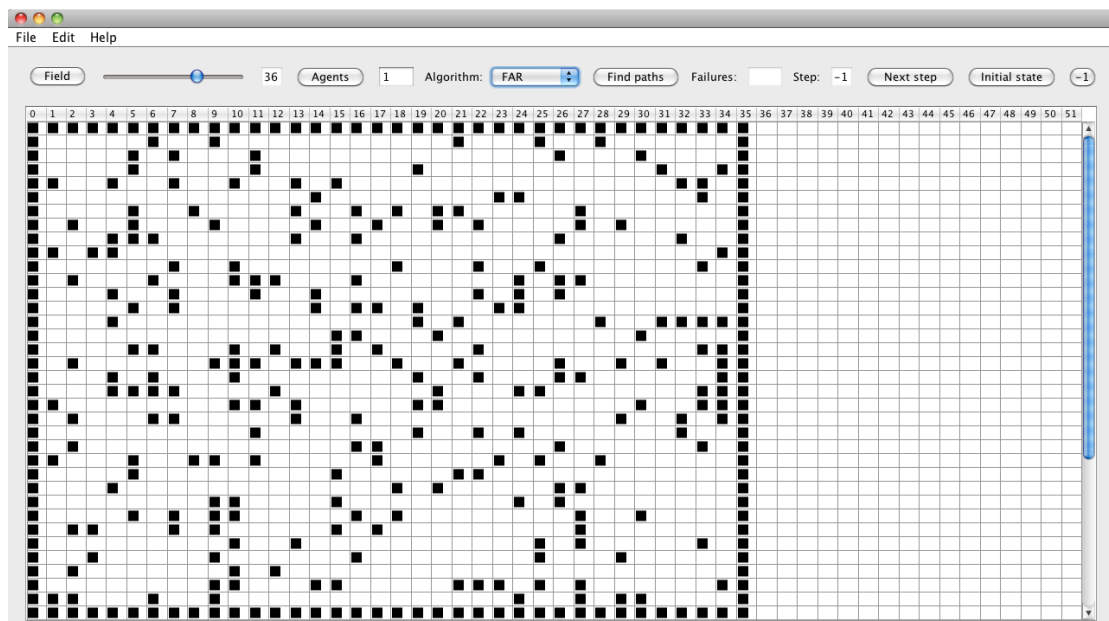 File Edit Help
Field 36 Agents 1 Algorithm: FAR Find paths Failures: Step: -1 Next step Initial state -1
0 1 2 3 4 5 6 7 8 9 10 11 12 13 14 15 16 17 18 19 20 21 22 23 24 25 26 27 28 29 30 31 32 33 34 35 36 37 38 39 40 41 42 43 44 45 46 47 48 49 50 51